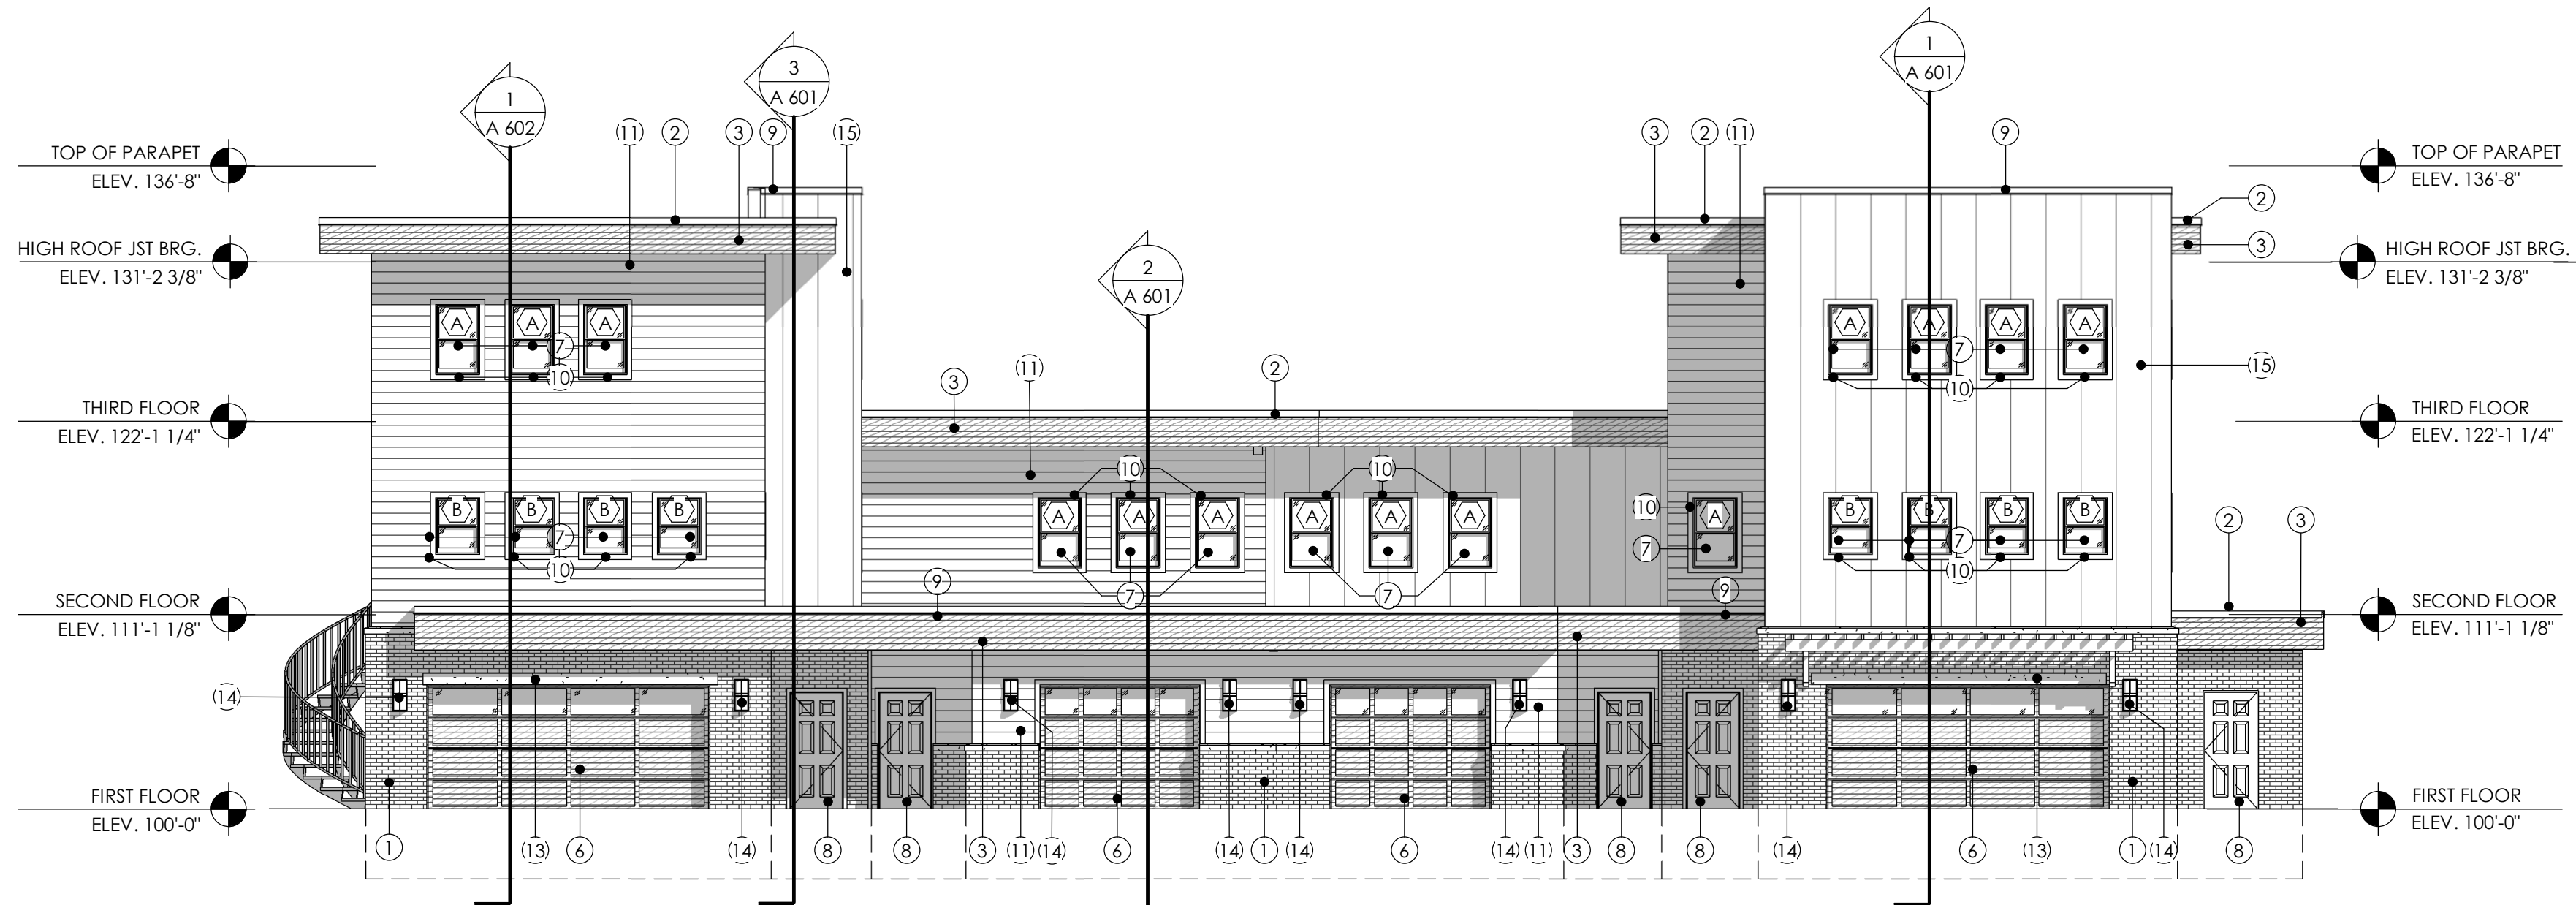 1
A 601
3
A 601
1
A 602
(11) 2 3 9 (15)
3 2 (11) 9
TOP OF PARAPET
ELEV. 136'-8"
TOP OF PARAPET
ELEV. 136'-8"
2
HIGH ROOF JST BRG.
ELEV. 131'-2 3/8"
3
HIGH ROOF JST BRG.
ELEV. 131'-2 3/8"
2
A 601
A A A
7
(10)
A A A A
7
(10)
(15)
3 (11) 2
THIRD FLOOR
ELEV. 122'-1 1/4"
THIRD FLOOR
ELEV. 122'-1 1/4"
(10) (10)
B B B B
7
(10)
A A A A A A
7 7
(10) A
7
B B B B
7
(10)
2 3
9 9
SECOND FLOOR
ELEV. 111'-1 1/8"
SECOND FLOOR
ELEV. 111'-1 1/8"
(14)
FIRST FLOOR
ELEV. 100'-0"
FIRST FLOOR
ELEV. 100'-0"
1 (13) 6 (14) 8 8 3 (11) (14) 6 (14) 1 (14) 6 (14) (11) 3 8 8 (14) 6 (13) 1 (14) 8